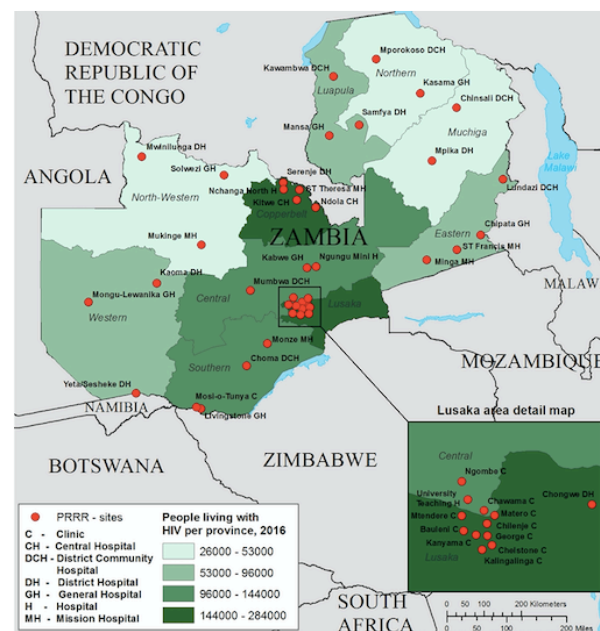 DEMOCRATIC
REPUBLIC OF
THE CONGO
Mporokoso DCH
Kawambwa DCH
Northern
Kasama GH
Luapula
Chinsali DCH
Samfya DH
Mansa GH
Muchiga
Mwinilunga DH
Mpika DH
Lake
Malawi
Solwezi GH
Serenje DH
ANGOLA
Nchanga North H
ST Theresa MH
Lundazi DCH
North-Western
Kitwe CH
Ndola CH
Copperbelt
Eastern
Chipata GH
ZAMBIA
Mukinge MH
ST Francis MH
Kabwe GH
Ngungu Mini H
Minga MH
Kaoma DH
Mumbwa DCH
MALAW
Mongu-Lewanika GH
Central
Lusaka
Western
Monze MH
Choma DCH
MOZAMBIQUE
Southern
Yeta/Sesheke DH
Mosi-o-Tunya C
NAMIBIA
Livingstone GH
Lusaka area detail map
BOTSWANA
ZIMBABWE
Central
Ngombe C
University
Teaching H
Chawama C
Chongwe DH
Mtendere C
Matero C
Bauleni C
Chilenje C
Kanyama C
George C
Chelstone C
Lusaka
Kalingalinga C
PRRR - sites
C - Clinic
CH - Central Hospital
DCH - District Community
Hospital
DH - District Hospital
GH - General Hospital
H - Hospital
MH - Mission Hospital
People living with
HIV per province, 2016
26000 - 53000
53000 - 96000
96000 - 144000
144000 - 284000
SOUTH
AFRICA
0 50 100 200 Kilometers
0 50 100 200 Miles